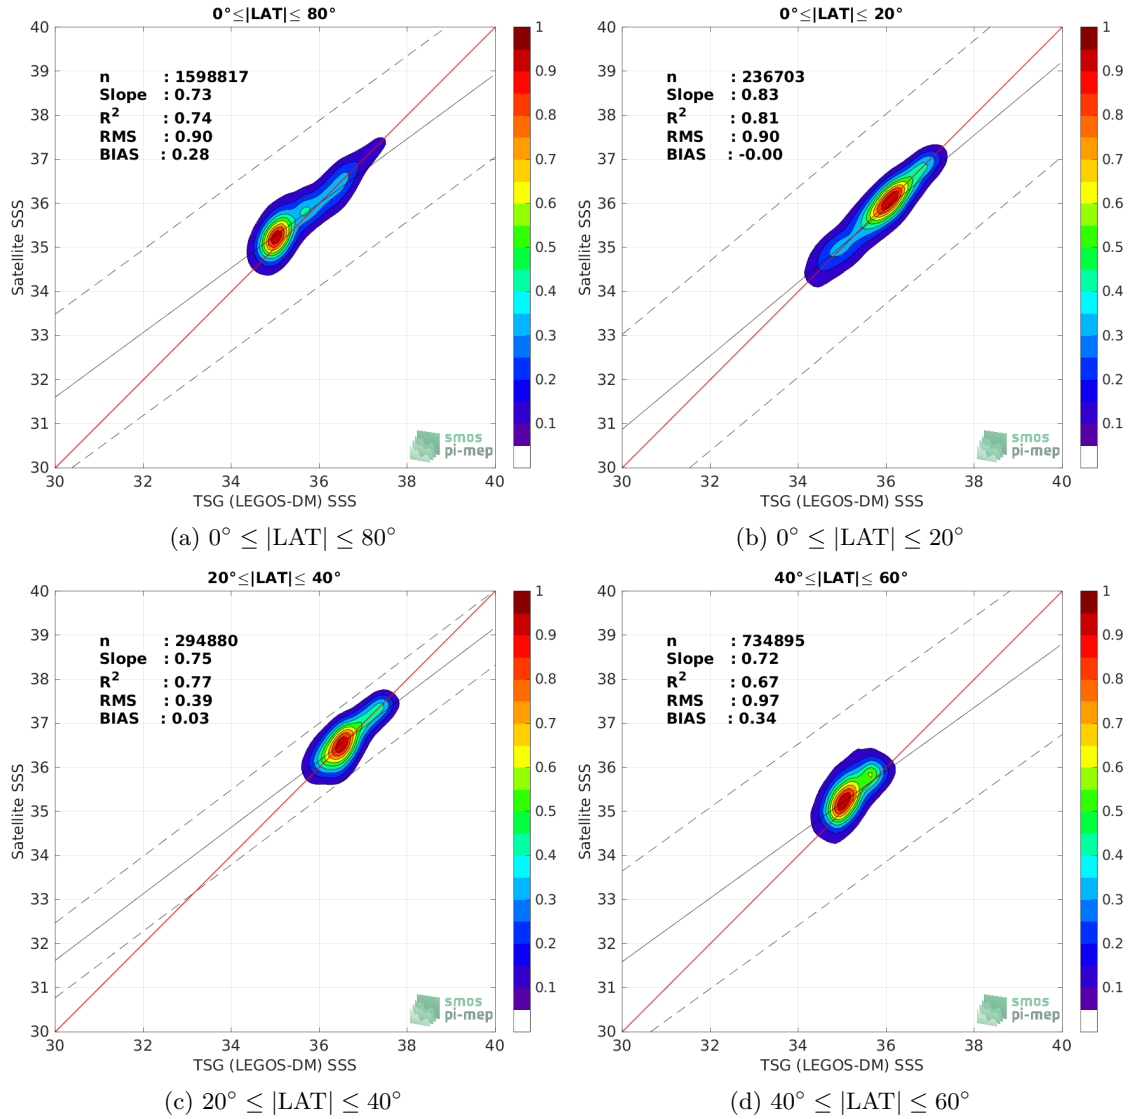 0°≤|LAT|≤ 80°
40
39
38
37
36
35
34
33
32
31
30
30 32 34 36 38 40
Satellite SSS
TSG (LEGOS-DM) SSS
n : 1598817
Slope : 0.73
R² : 0.74
RMS : 0.90
BIAS : 0.28
smos
pi-mep
1
0.9
0.8
0.7
0.6
0.5
0.4
0.3
0.2
0.1
(a) 0° ≤ |LAT| ≤ 80°
0°≤|LAT|≤ 20°
40
39
38
37
36
35
34
33
32
31
30
30 32 34 36 38 40
Satellite SSS
TSG (LEGOS-DM) SSS
n : 236703
Slope : 0.83
R² : 0.81
RMS : 0.90
BIAS : -0.00
smos
pi-mep
1
0.9
0.8
0.7
0.6
0.5
0.4
0.3
0.2
0.1
(b) 0° ≤ |LAT| ≤ 20°
20°≤|LAT|≤ 40°
40
39
38
37
36
35
34
33
32
31
30
30 32 34 36 38 40
Satellite SSS
TSG (LEGOS-DM) SSS
n : 294880
Slope : 0.75
R² : 0.77
RMS : 0.39
BIAS : 0.03
smos
pi-mep
1
0.9
0.8
0.7
0.6
0.5
0.4
0.3
0.2
0.1
(c) 20° ≤ |LAT| ≤ 40°
40°≤|LAT|≤ 60°
40
39
38
37
36
35
34
33
32
31
30
30 32 34 36 38 40
Satellite SSS
TSG (LEGOS-DM) SSS
n : 734895
Slope : 0.72
R² : 0.67
RMS : 0.97
BIAS : 0.34
smos
pi-mep
1
0.9
0.8
0.7
0.6
0.5
0.4
0.3
0.2
0.1
(d) 40° ≤ |LAT| ≤ 60°